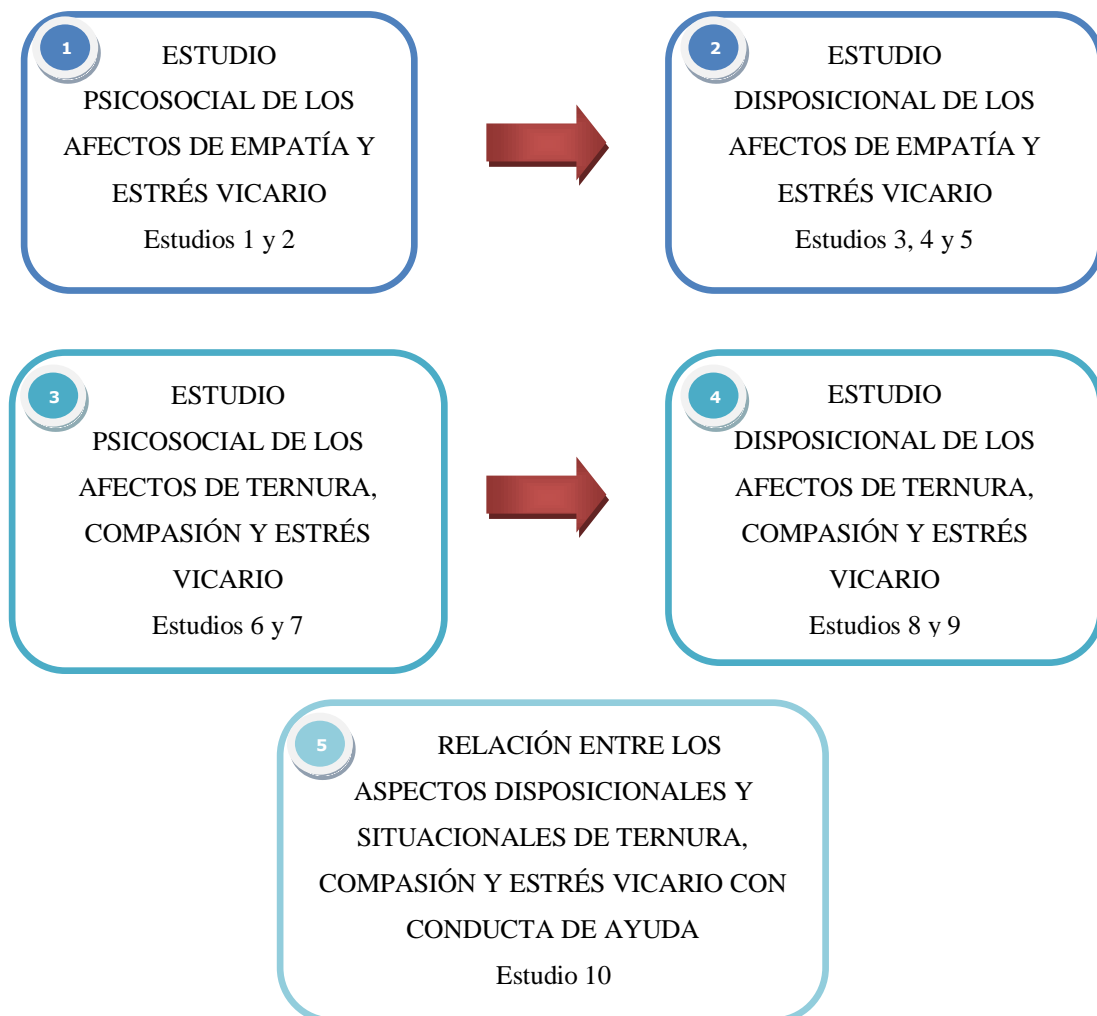 1
ESTUDIO
PSICOSOCIAL DE LOS
AFECTOS DE EMPATÍA Y
ESTRÉS VICARIO
Estudios 1 y 2
2
ESTUDIO
DISPOSICIONAL DE LOS
AFECTOS DE EMPATÍA Y
ESTRÉS VICARIO
Estudios 3, 4 y 5
3
ESTUDIO
PSICOSOCIAL DE LOS
AFECTOS DE TERNURA,
COMPASIÓN Y ESTRÉS
VICARIO
Estudios 6 y 7
4
ESTUDIO
DISPOSICIONAL DE LOS
AFECTOS DE TERNURA,
COMPASIÓN Y ESTRÉS
VICARIO
Estudios 8 y 9
5
RELACIÓN ENTRE LOS
ASPECTOS DISPOSICIONALES Y
SITUACIONALES DE TERNURA,
COMPASIÓN Y ESTRÉS VICARIO CON
CONDUCTA DE AYUDA
Estudio 10